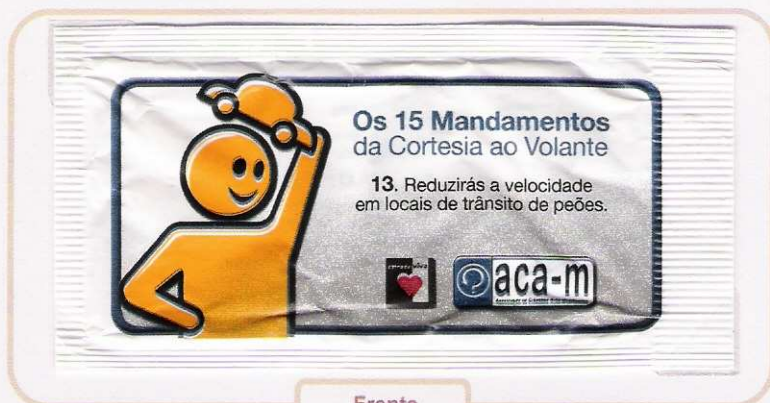 Os 15 Mandamentos
da Cortesia ao Volante
13. Reduzirás a velocidade
em locais de trânsito de peões.
aca-m
Frente